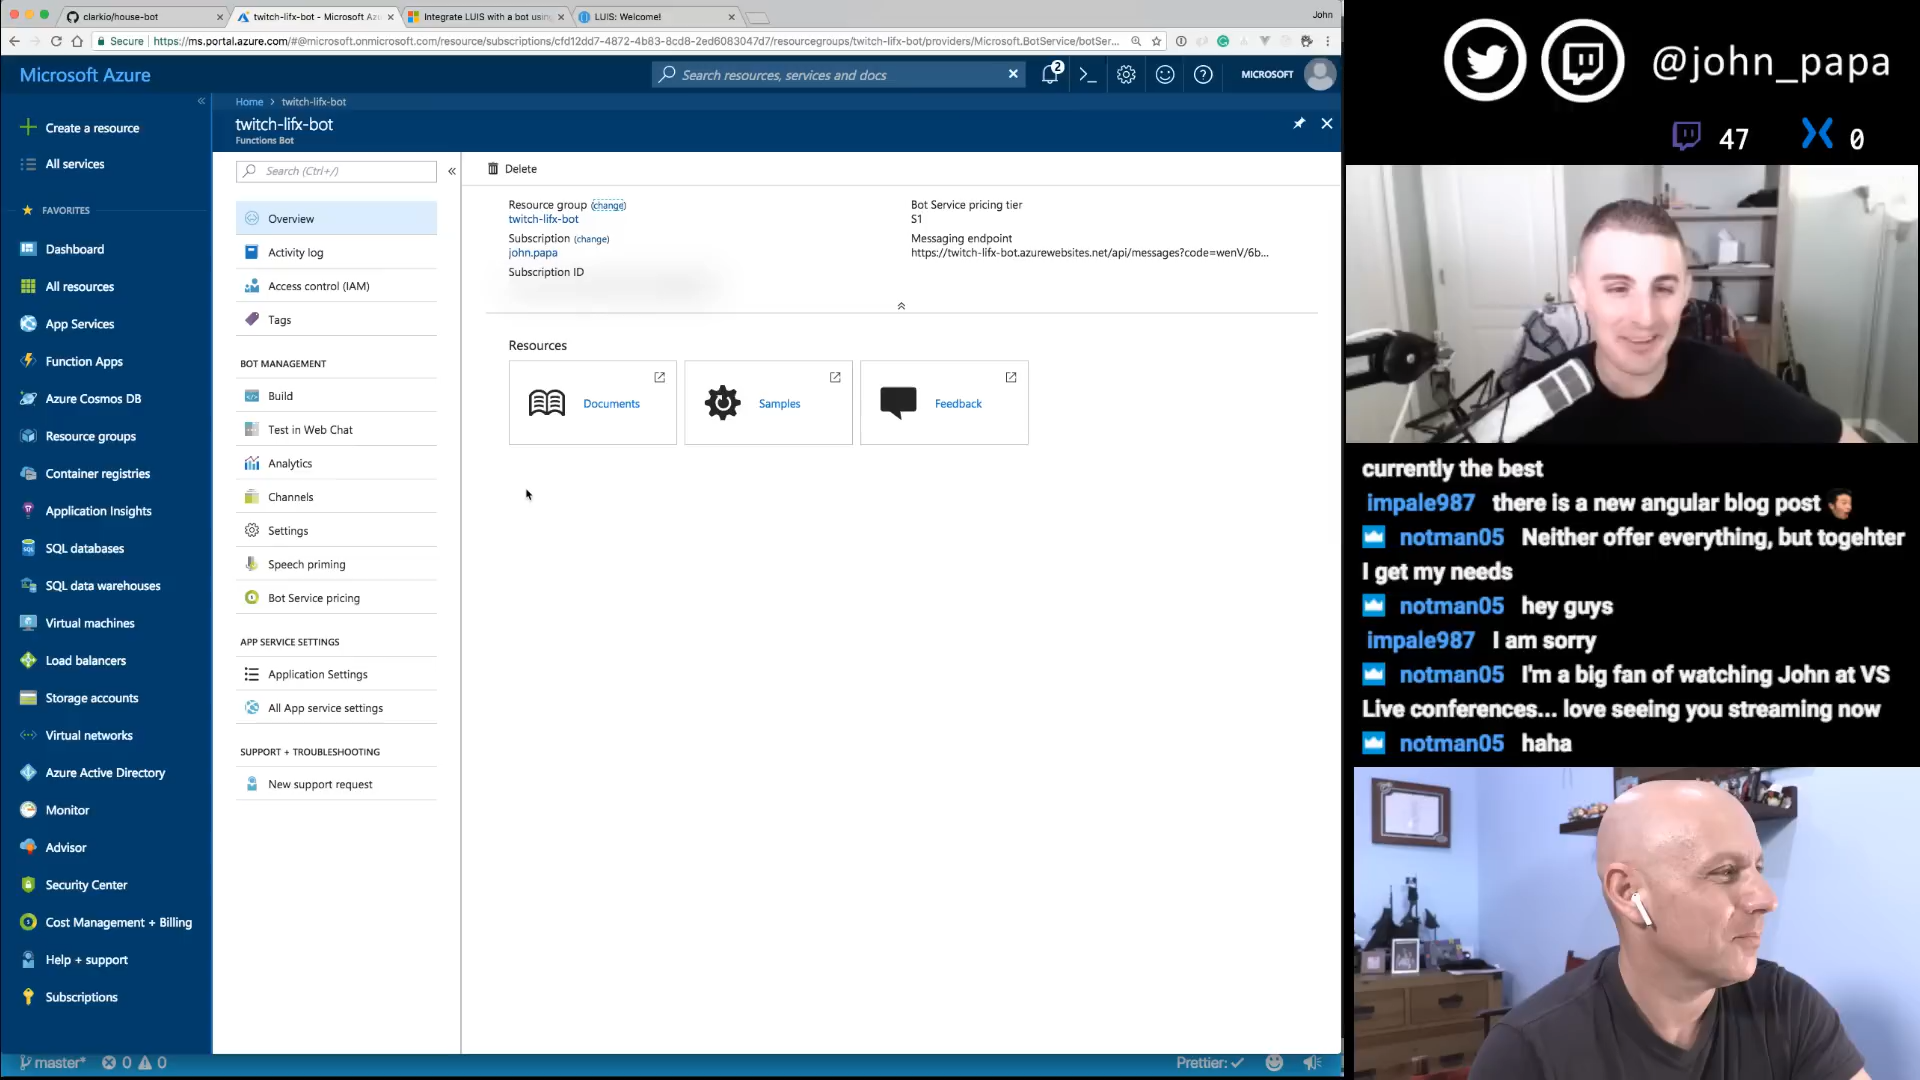 clarkio/house-bot
twitch-lifx-bot - Microsoft Az
Integrate LUIS with a bot using
LUIS: Welcome!
John
Secure
https://ms.portal.azure.com/#@microsoft.onmicrosoft.com/resource/subscriptions/cfd12dd7-4872-4b83-8cd8-2ed6083047d7/resourcegroups/twitch-lifx-bot/providers/Microsoft.BotService/botSer...
Microsoft Azure
Search resources, services and docs
2
MICROSOFT
Home > twitch-lifx-bot
twitch-lifx-bot
Functions Bot
Create a resource
All services
FAVORITES
Dashboard
All resources
App Services
Function Apps
Azure Cosmos DB
Resource groups
Container registries
Application Insights
SQL databases
SQL data warehouses
Virtual machines
Load balancers
Storage accounts
Virtual networks
Azure Active Directory
Monitor
Advisor
Security Center
Cost Management + Billing
Help + support
Subscriptions
Search (Ctrl+/)
Overview
Activity log
Access control (IAM)
Tags
BOT MANAGEMENT
Build
Test in Web Chat
Analytics
Channels
Settings
Speech priming
Bot Service pricing
APP SERVICE SETTINGS
Application Settings
All App service settings
SUPPORT + TROUBLESHOOTING
New support request
Delete
Resource group (change)
twitch-lifx-bot
Subscription (change)
john.papa
Subscription ID
Bot Service pricing tier
S1
Messaging endpoint
https://twitch-lifx-bot.azurewebsites.net/api/messages?code=wenV/6b...
Resources
Documents
Samples
Feedback
master*
0
0
Prettier: ✓
@john_papa
47
0
currently the best
impale987 there is a new angular blog post
notman05 Neither offer everything, but togehter
I get my needs
notman05 hey guys
impale987 I am sorry
notman05 I'm a big fan of watching John at VS
Live conferences... love seeing you streaming now
notman05 haha